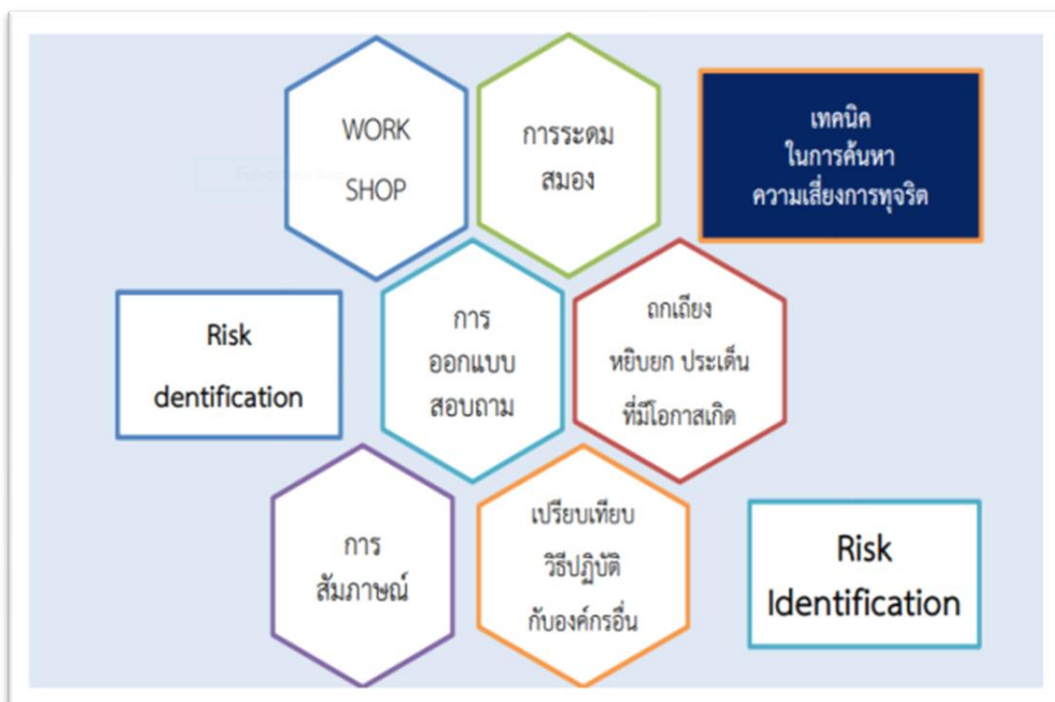 WORK
SHOP
การระดม
สมอง
เทคนิค
ในการค้นหา
ความเสี่ยงการทุจริต
Risk
dentification
การ
ออกแบบ
สอบถาม
ถกเถียง
หยิบยก ประเด็น
ที่มีโอกาสเกิด
การ
สัมภาษณ์
เปรียบเทียบ
วิธีปฏิบัติ
กับองค์กรอื่น
Risk
Identification